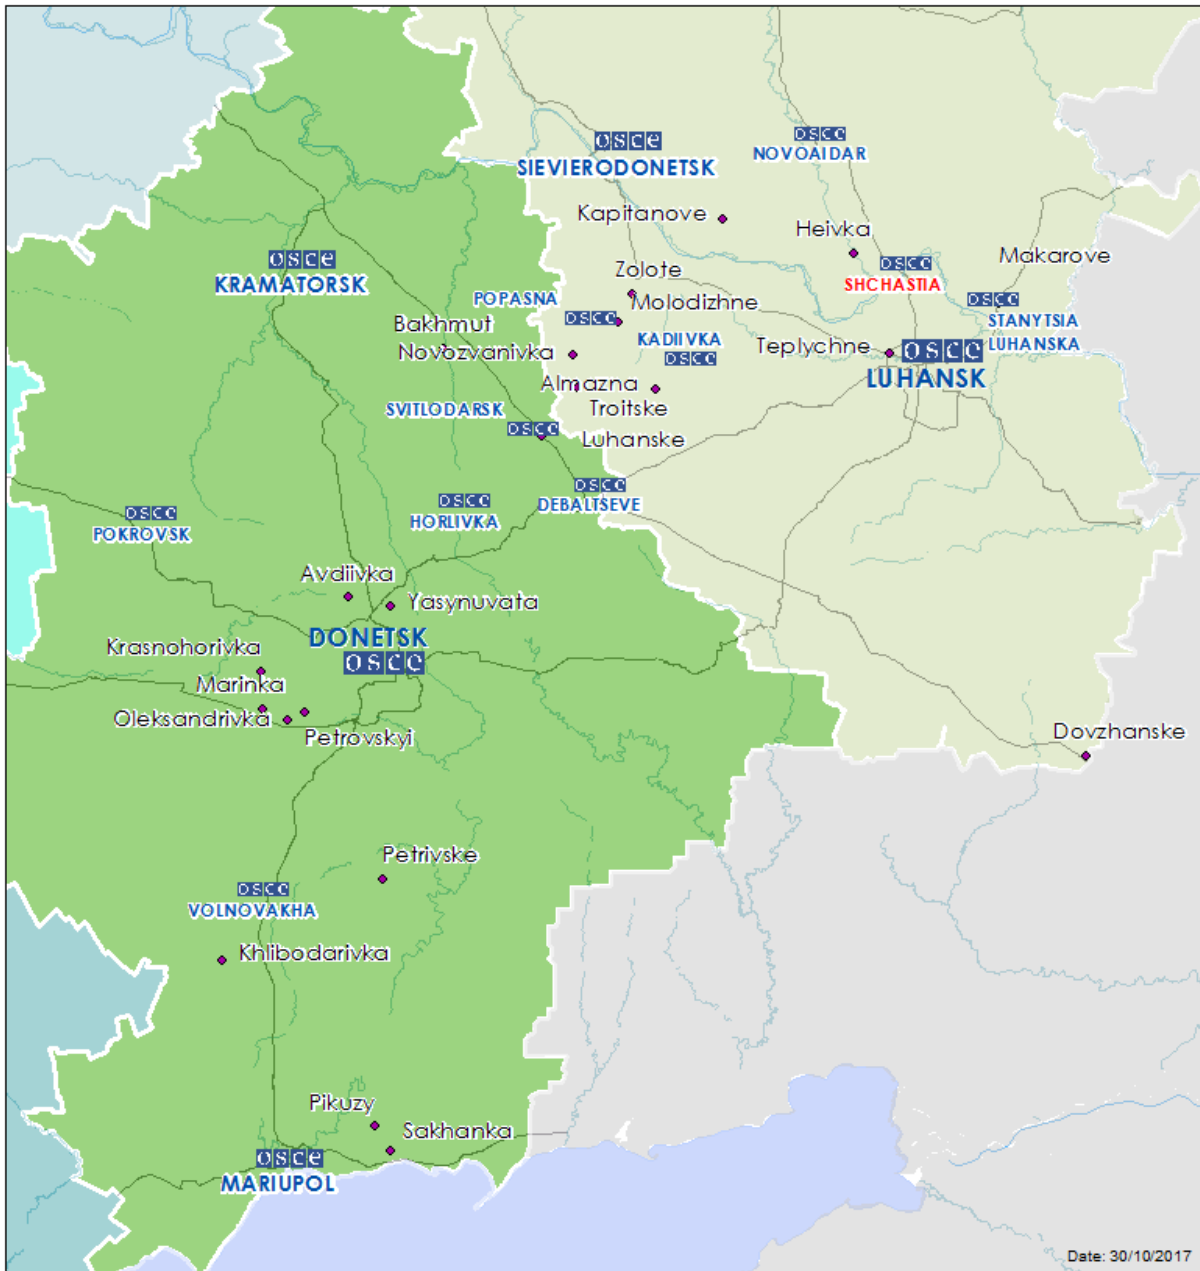 osce
SIEVIERODONETSK
osce
NOVOAIDAR
Kapitanove
Heivka
Makarove
osce
KRAMATORSK
osce
SHCHASTIA
Zolote
POPASNA
Molodizhne
osce
STANYTSIA
LUHANSKA
Bakhmut
osce
KADIIVKA
osce
Novozvanivka
Teplychne
osce
LUHANSK
Almazna
SVITLODARSK
Troitske
osce
Luhanske
osce
DEBALTSEVE
osce
HORLIVKA
osce
POKROVSK
Avdiivka
Yasynuvata
DONETSK
osce
Krasnohorivka
Marinka
Oleksandrivka
Petrovskyi
Dovzhanske
Petrivske
osce
VOLNOVAKHA
Khlibodarivka
Pikuzy
Sakhanka
osce
MARIUPOL
Date: 30/10/2017